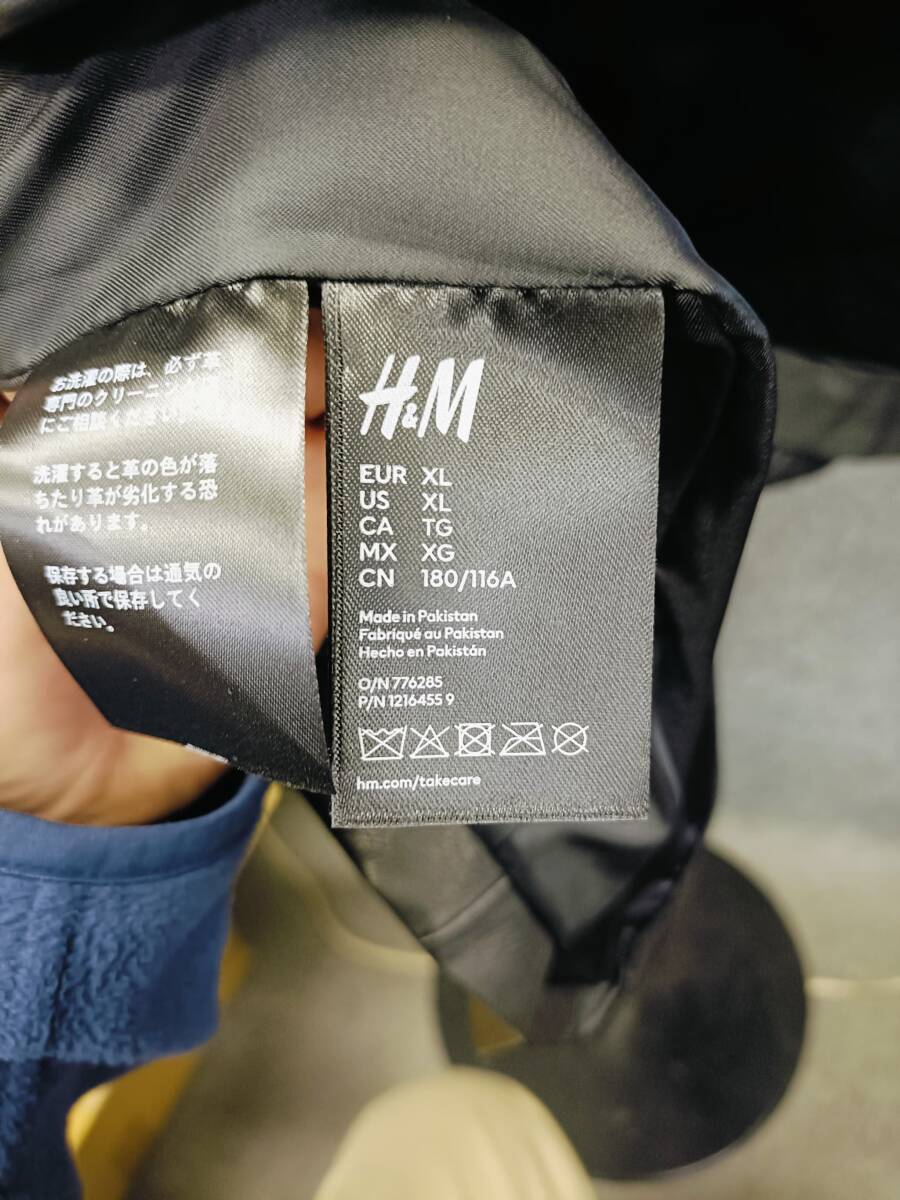 お洗濯の際は、必ず革
専門のクリーニング
にご相談ください
洗濯すると革の色が落
ちたり革が劣化する恐
れがあります。
保存する場合は通気の
良い所で保存してく
ださい。
H&M
EUR XL
US XL
CA TG
MX XG
CN 180/116A
Made in Pakistan
Fabriqué au Pakistan
Hecho en Pakistán
O/N 776285
P/N 1216455 9
hm.com/takecare